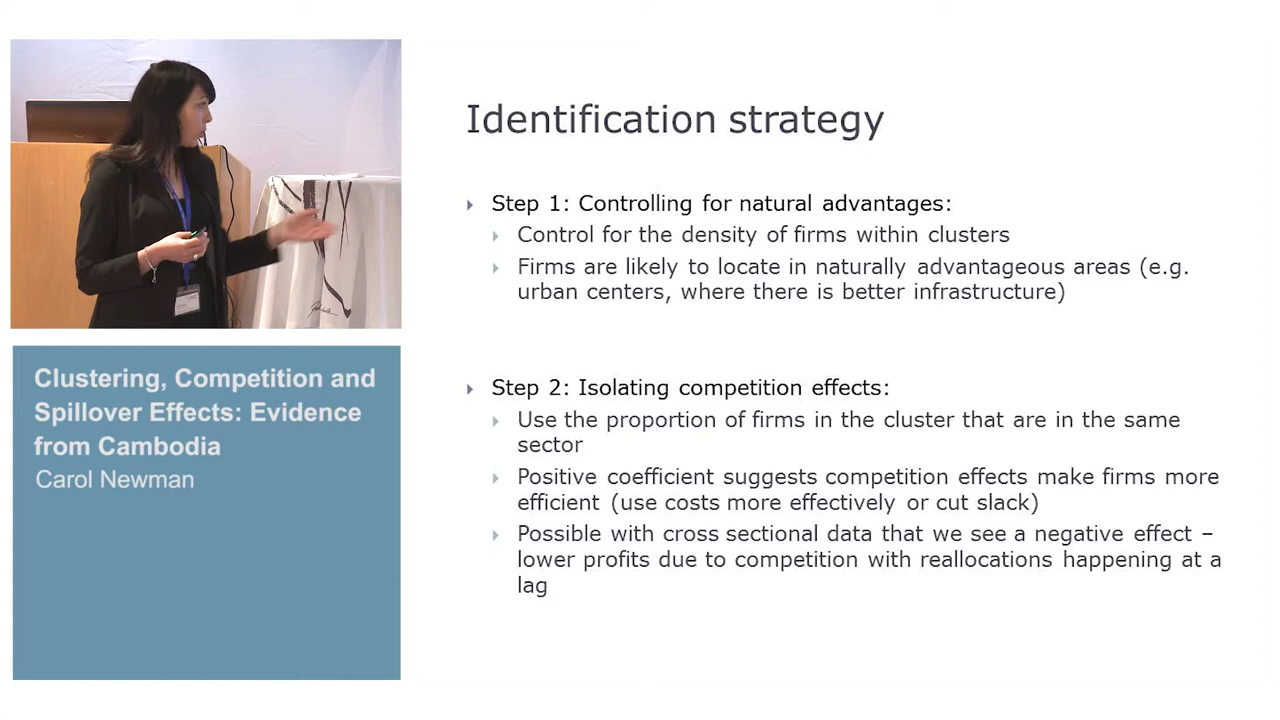 Identification strategy
Step 1: Controlling for natural advantages:
Control for the density of firms within clusters
Firms are likely to locate in naturally advantageous areas (e.g.
urban centers, where there is better infrastructure)
Step 2: Isolating competition effects:
Use the proportion of firms in the cluster that are in the same
sector
Positive coefficient suggests competition effects make firms more
efficient (use costs more effectively or cut slack)
Possible with cross sectional data that we see a negative effect –
lower profits due to competition with reallocations happening at a
lag
Clustering, Competition and
Spillover Effects: Evidence
from Cambodia
Carol Newman